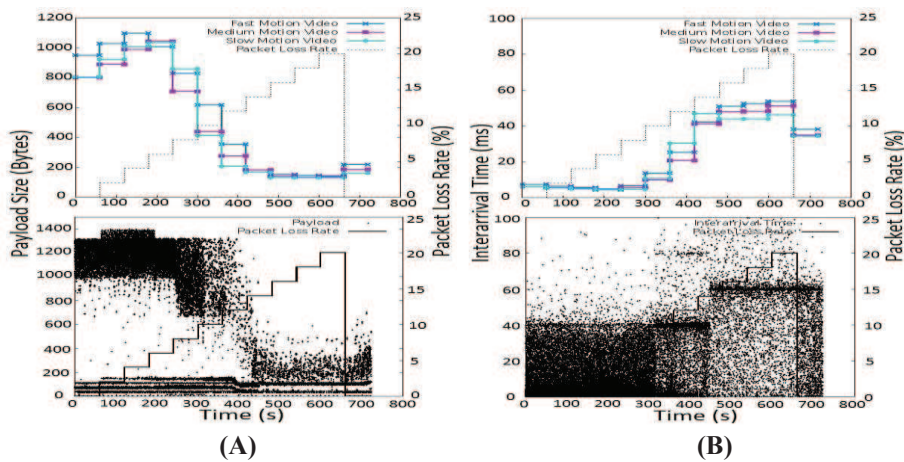 1200
1000
800
600
400
200
0
25
20
15
10
5
0
Fast Motion Video
Medium Motion Video
Slow Motion Video
Packet Loss Rate
0 100 200 300 400 500 600 700 800
Payload Size (Bytes)
Packet Loss Rate (%)
1400
1200
1000
800
600
400
200
0
25
20
15
10
5
0
Payload
Packet Loss Rate
0 100 200 300 400 500 600 700 800
Time (s)
(A)
100
80
60
40
20
0
25
20
15
10
5
0
Fast Motion Video
Medium Motion Video
Slow Motion Video
Packet Loss Rate
0 100 200 300 400 500 600 700 800
Interarrival Time (ms)
Packet Loss Rate (%)
100
80
60
40
20
0
25
20
15
10
5
0
Interarrival Time
Packet Loss Rate
0 100 200 300 400 500 600 700 800
Time (s)
(B)